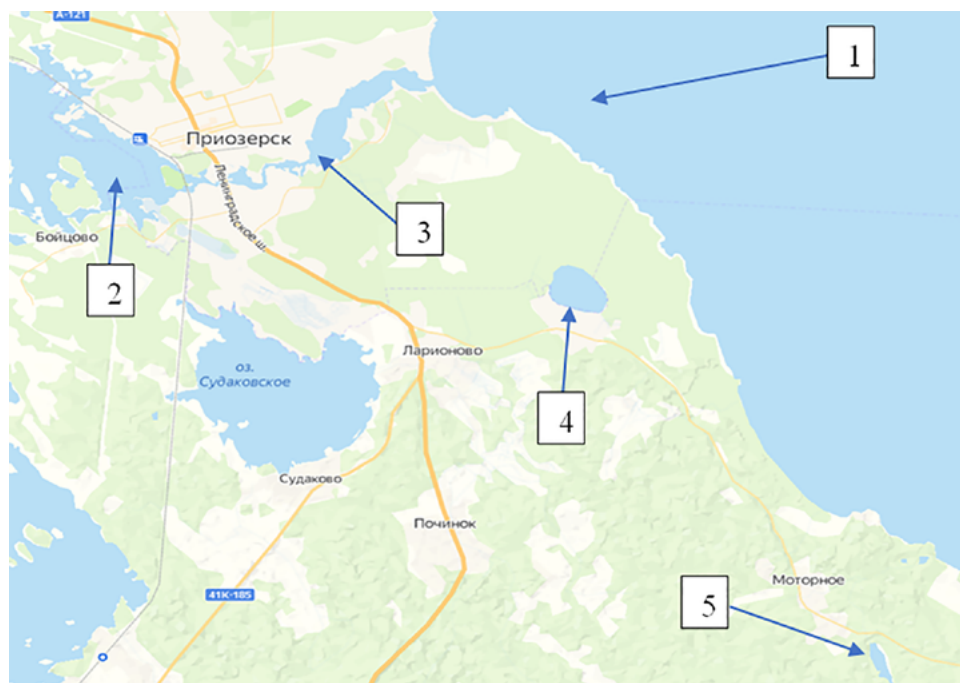 А-121
1
Приозерск
Ленинградское ш.
3
Бойцово
2
оз.
Судаковское
Ларионово
4
Судаково
Починок
Моторное
41К-185
5